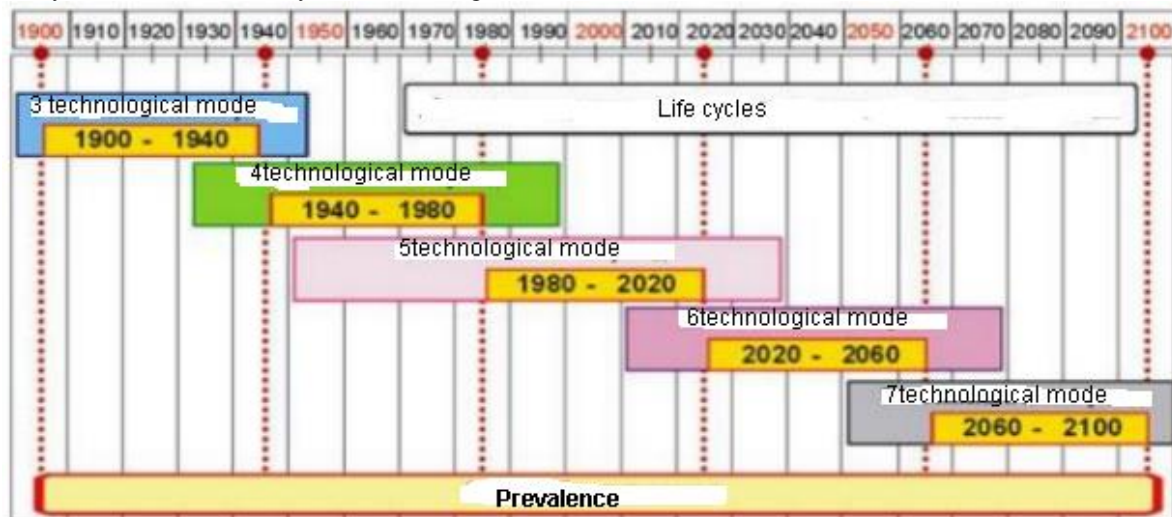 1900 1910 1920 1930 1940 1950 1960 1970 1980 1990 2000 2010 2020 2030 2040 2050 2060 2070 2080 2090 2100
3 technological mode
Life cycles
1900 - 1940
4technological mode
1940 - 1980
5technological mode
1980 - 2020
6technological mode
2020 - 2060
7technological mode
2060 - 2100
Prevalence